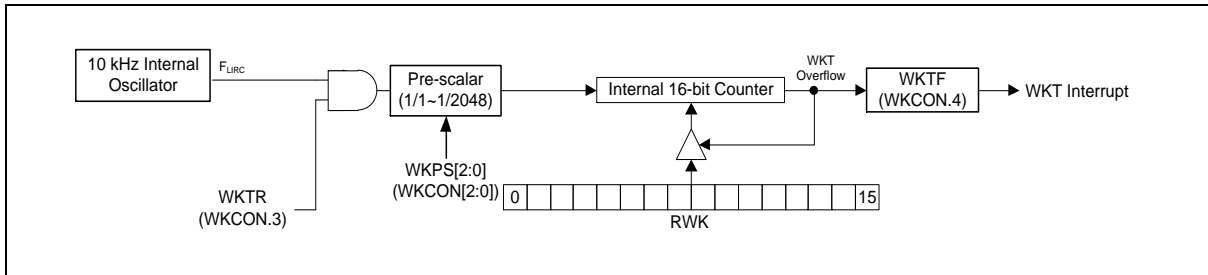 10 kHz Internal
Oscillator
F_LIRC
Pre-scalar
(1/1~1/2048)
Internal 16-bit Counter
WKT
Overflow
WKTF
(WKCON.4)
WKT Interrupt
WKPS[2:0]
(WKCON[2:0])
WKTR
(WKCON.3)
0
15
RWK